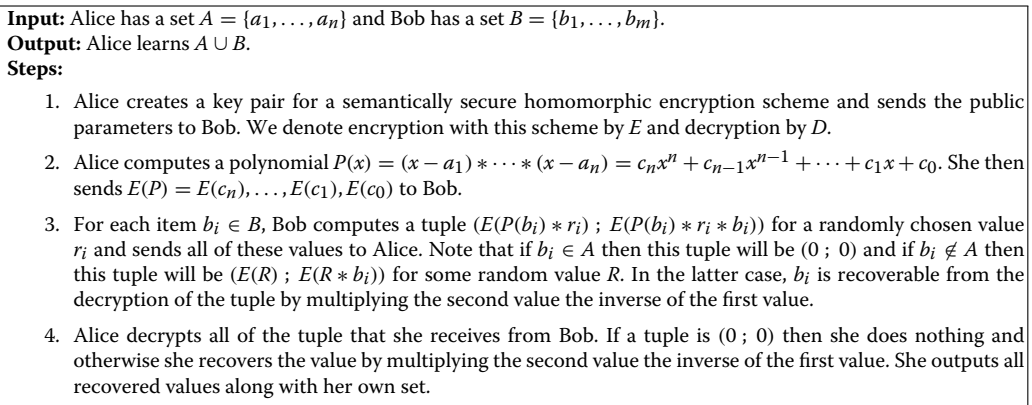 Input: Alice has a set A = {a₁, . . . , aₙ} and Bob has a set B = {b₁, . . . , bₘ}.
Output: Alice learns A ∪ B.
Steps:
1. Alice creates a key pair for a semantically secure homomorphic encryption scheme and sends the public
parameters to Bob. We denote encryption with this scheme by E and decryption by D.
2. Alice computes a polynomial P(x) = (x − a₁) ∗ · · · ∗ (x − aₙ) = cₙxⁿ + cₙ₋₁xⁿ⁻¹ + · · · + c₁x + c₀. She then
sends E(P) = E(cₙ), . . . , E(c₁), E(c₀) to Bob.
3. For each item bᵢ ∈ B, Bob computes a tuple (E(P(bᵢ) ∗ rᵢ) ; E(P(bᵢ) ∗ rᵢ ∗ bᵢ)) for a randomly chosen value
rᵢ and sends all of these values to Alice. Note that if bᵢ ∈ A then this tuple will be (0 ; 0) and if bᵢ ∉ A then
this tuple will be (E(R) ; E(R ∗ bᵢ)) for some random value R. In the latter case, bᵢ is recoverable from the
decryption of the tuple by multiplying the second value the inverse of the first value.
4. Alice decrypts all of the tuple that she receives from Bob. If a tuple is (0 ; 0) then she does nothing and
otherwise she recovers the value by multiplying the second value the inverse of the first value. She outputs all
recovered values along with her own set.